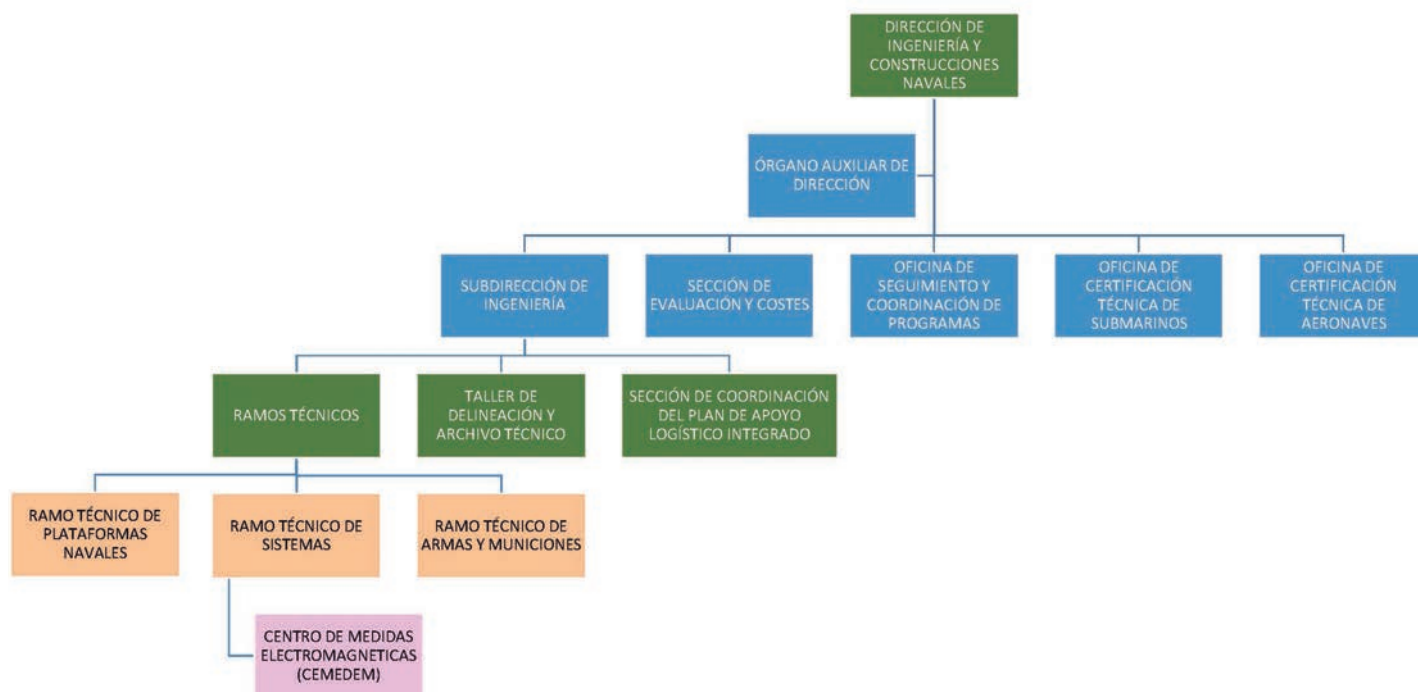 DIRECCIÓN DE
INGENIERÍA Y
CONSTRUCCIONES
NAVALES
ÓRGANO AUXILIAR DE
DIRECCIÓN
SUBDIRECCIÓN DE
INGENIERÍA
SECCIÓN DE
EVALUACIÓN Y COSTES
OFICINA DE
SEGUIMIENTO Y
COORDINACIÓN DE
PROGRAMAS
OFICINA DE
CERTIFICACIÓN
TÉCNICA DE
SUBMARINOS
OFICINA DE
CERTIFICACIÓN
TÉCNICA DE
AERONAVES
RAMOS TÉCNICOS
TALLER DE
DELINEACIÓN Y
ARCHIVO TÉCNICO
SECCIÓN DE COORDINACIÓN
DEL PLAN DE APOYO
LOGÍSTICO INTEGRADO
RAMO TÉCNICO DE
PLATAFORMAS
NAVALES
RAMO TÉCNICO DE
SISTEMAS
RAMO TÉCNICO DE
ARMAS Y MUNICIONES
CENTRO DE MEDIDAS
ELECTROMAGNETICAS
(CEMEDEM)